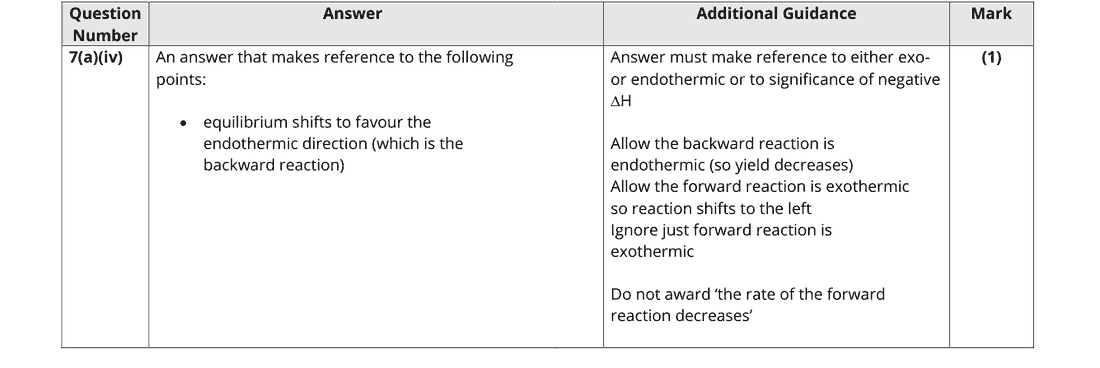 Question
Number
Answer
Additional Guidance
Mark
7(a)(iv)
An answer that makes reference to the following
points:
• equilibrium shifts to favour the
endothermic direction (which is the
backward reaction)
Answer must make reference to either exo-
or endothermic or to significance of negative
ΔH
Allow the backward reaction is
endothermic (so yield decreases)
Allow the forward reaction is exothermic
so reaction shifts to the left
Ignore just forward reaction is
exothermic
Do not award ‘the rate of the forward
reaction decreases’
(1)